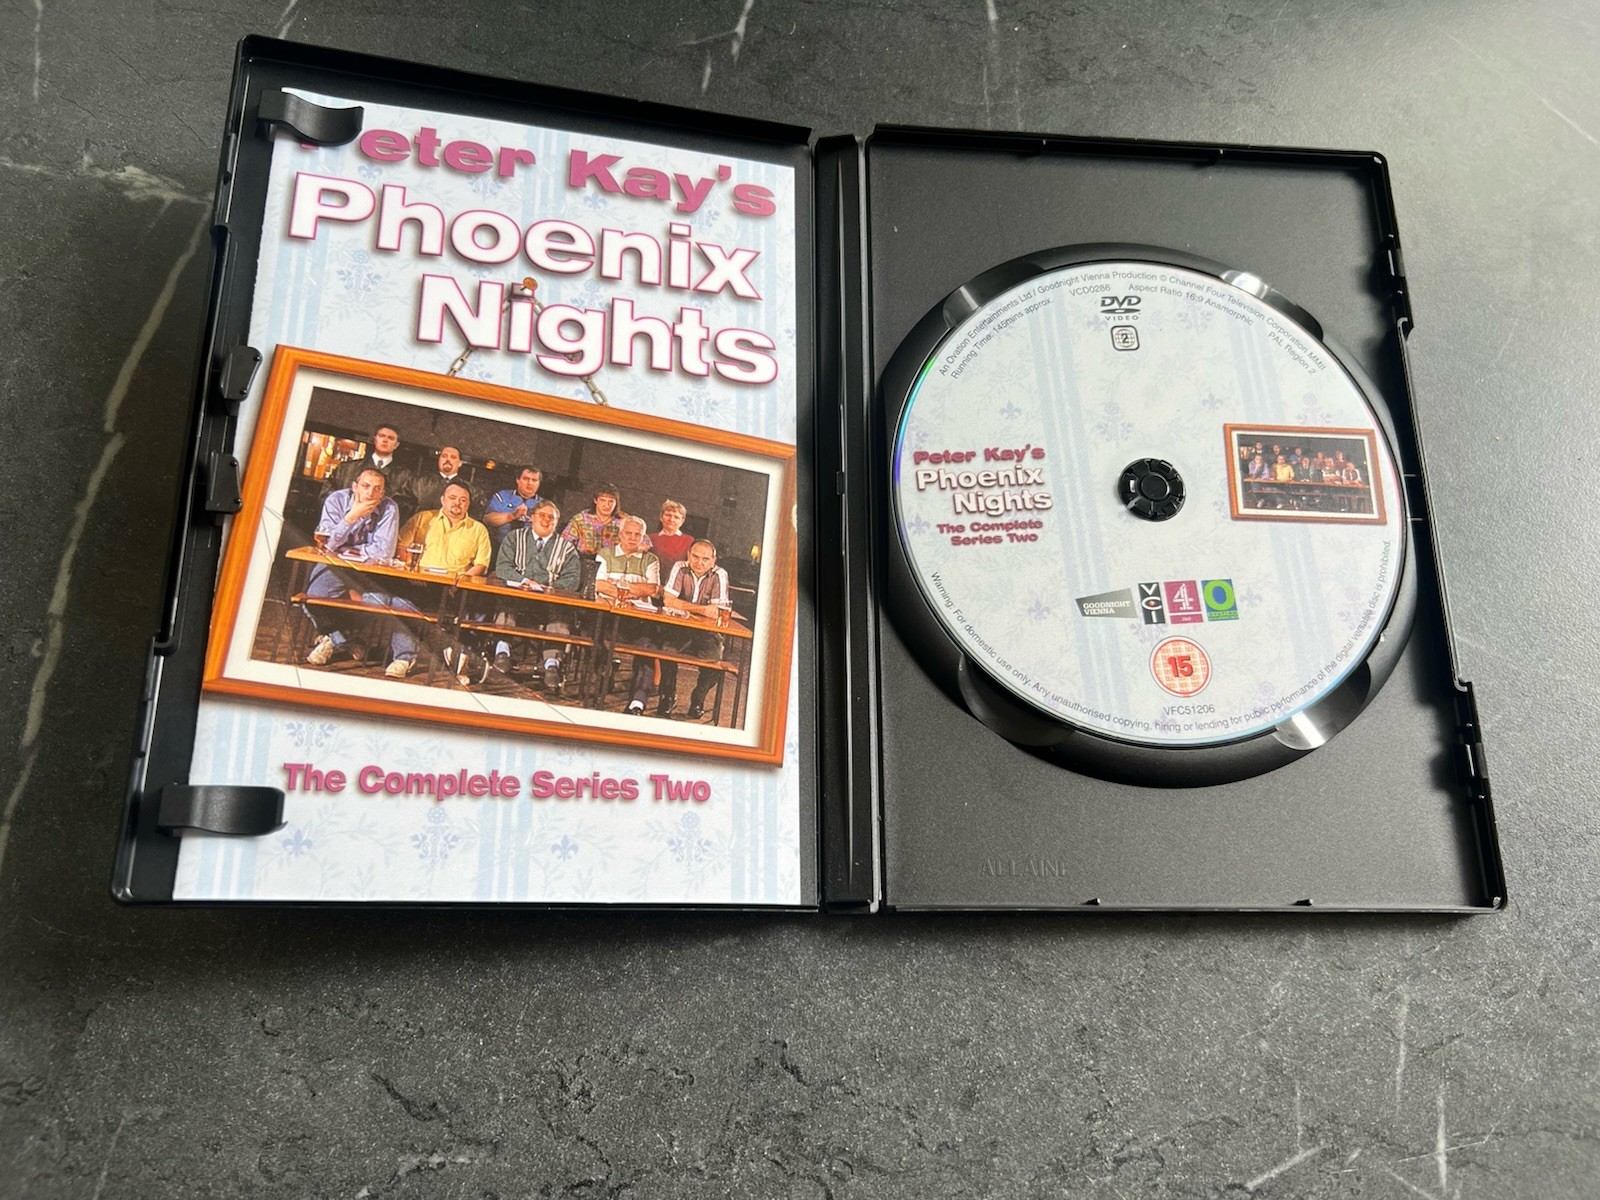 Peter Kay's
Phoenix
Nights
The Complete Series Two
An Ovation Entertainments Ltd / Goodnight Vienna Production © Channel Four Television Corporation MMIII
Running Time: 145mins approx. VCD0286 Aspect Ratio 16:9 Anamorphic PAL Region 2
DVD
VIDEO
2
Peter Kay's
Phoenix
Nights
The Complete
Series Two
GOODNIGHT
VIENNA
VCI
4
15
VFC51206
Warning: For domestic use only. Any unauthorised copying, hiring or lending for public performance of the digital versatile disc is prohibited.